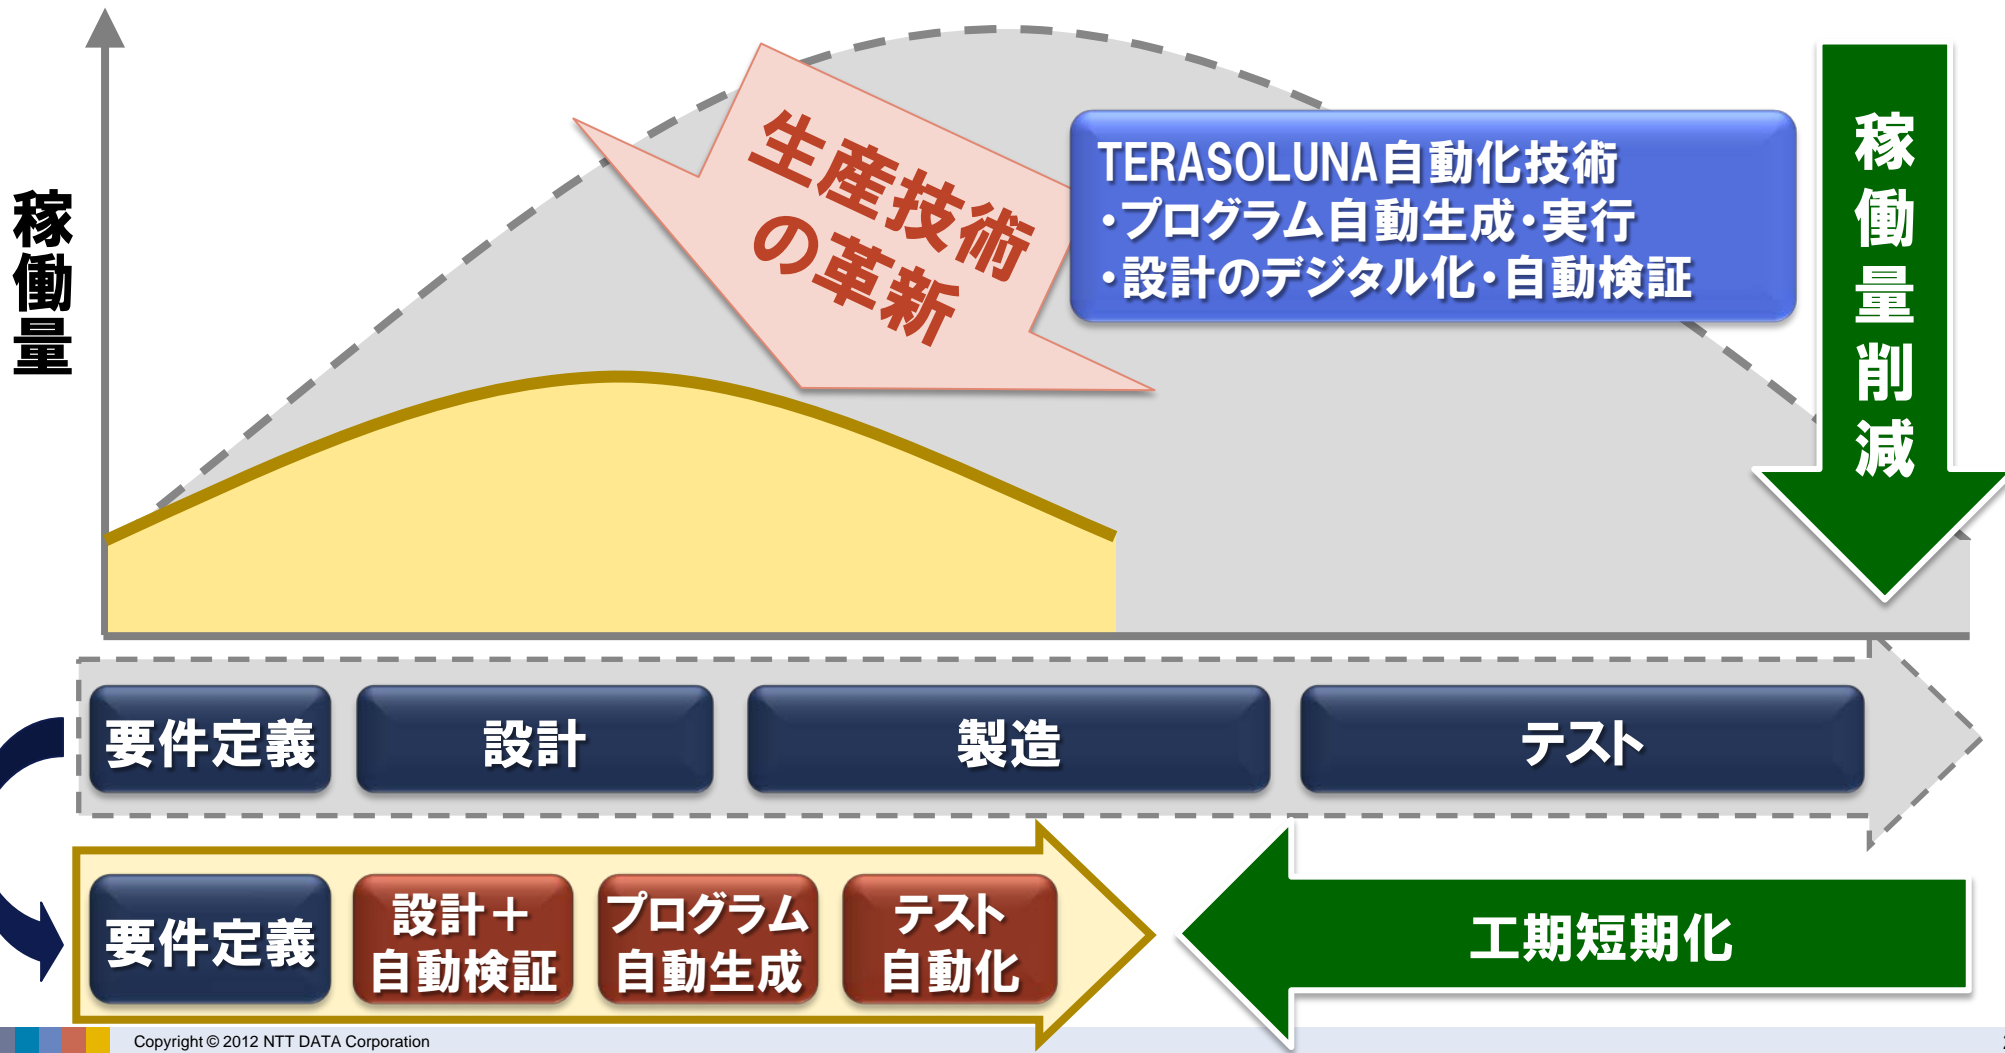 稼働量
生産技術
の革新
TERASOLUNA自動化技術
・プログラム自動生成・実行
・設計のデジタル化・自動検証
稼働量削減
要件定義
設計
製造
テスト
要件定義
設計＋
自動検証
プログラム
自動生成
テスト
自動化
工期短期化
Copyright © 2012 NTT DATA Corporation